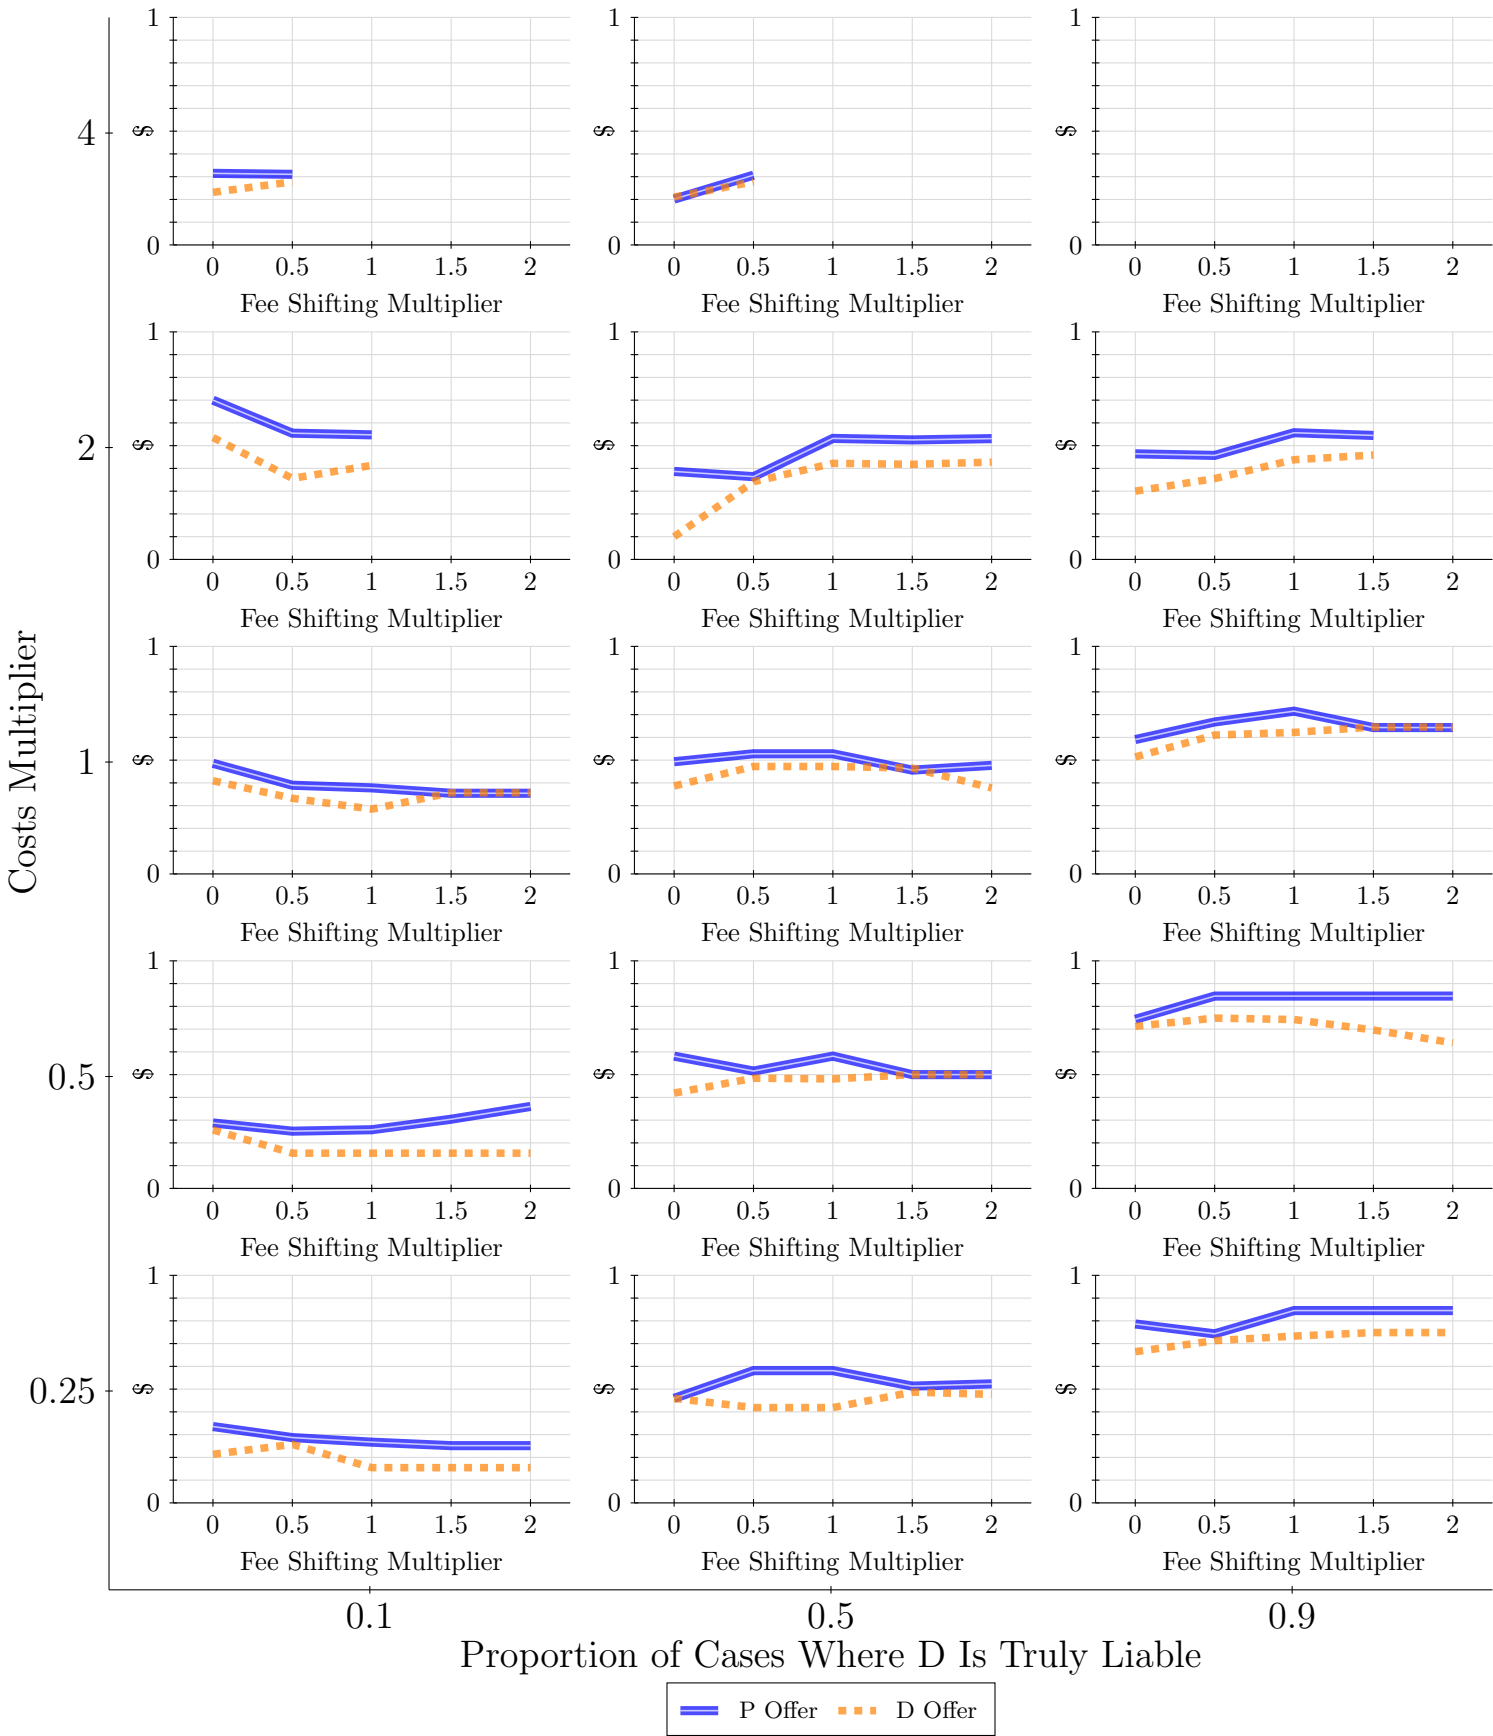 1 1 1
4 $ $ $
0 0 0
0 0.5 1 1.5 2 0 0.5 1 1.5 2 0 0.5 1 1.5 2
Fee Shifting Multiplier Fee Shifting Multiplier Fee Shifting Multiplier
1 1 1
2 $ $ $
0 0 0
0 0.5 1 1.5 2 0 0.5 1 1.5 2 0 0.5 1 1.5 2
Fee Shifting Multiplier Fee Shifting Multiplier Fee Shifting Multiplier
Costs Multiplier
1 1 1
1 $ $ $
0 0 0
0 0.5 1 1.5 2 0 0.5 1 1.5 2 0 0.5 1 1.5 2
Fee Shifting Multiplier Fee Shifting Multiplier Fee Shifting Multiplier
1 1 1
0.5 $ $ $
0 0 0
0 0.5 1 1.5 2 0 0.5 1 1.5 2 0 0.5 1 1.5 2
Fee Shifting Multiplier Fee Shifting Multiplier Fee Shifting Multiplier
1 1 1
0.25 $ $ $
0 0 0
0 0.5 1 1.5 2 0 0.5 1 1.5 2 0 0.5 1 1.5 2
Fee Shifting Multiplier Fee Shifting Multiplier Fee Shifting Multiplier
0.1 0.5 0.9
Proportion of Cases Where D Is Truly Liable
P Offer D Offer